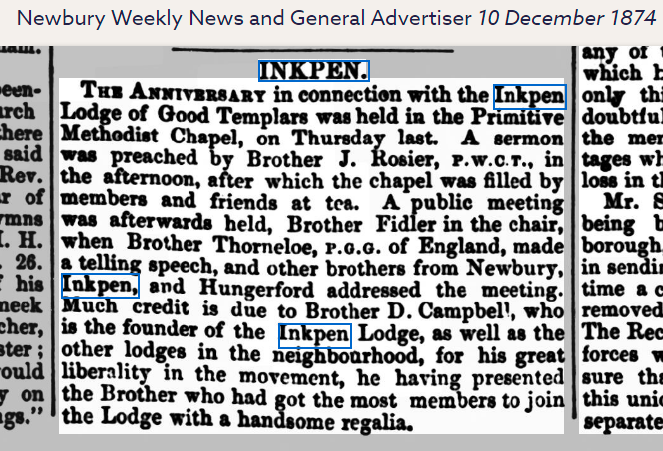 Newbury Weekly News and General Advertiser 10 December 1874
een-
here
said
Rev.
of
ymns
H.
26.
his
meek
cher,
ster ;
ould
y on
gs."
INKPEN.
THE ANNIVERSARY in connection with the Inkpen
Lodge of Good Templars was held in the Primitive
Methodist Chapel, on Thursday last. A sermon
was preached by Brother J. Rosier, P.W.C.T., in
the afternoon, after which the chapel was filled by
members and friends at tea. A public meeting
was afterwards held, Brother Fidler in the chair,
when Brother Thorneloe, P.G.G. of England, made
a telling speech, and other brothers from Newbury,
Inkpen, and Hungerford addressed the meeting.
Much credit is due to Brother D. Campbell, who
is the founder of the Inkpen Lodge, as well as the
other lodges in the neighbourhood, for his great
liberality in the movement, he having presented
the Brother who had got the most members to join
the Lodge with a handsome regalia.
any of
which
only thi
doubtful
the mer
tages wh
loss in t
Mr. S
being b
borough,
in sendin
time a c
removed
The Rec
forces w
sure tha
this unio
separate